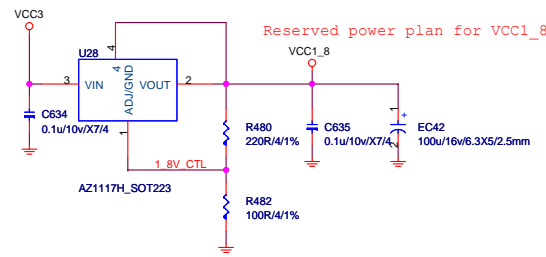 VCC3
Reserved power plan for VCC1_8
VCC1_8
U28
4
4
3
VIN
VOUT
2
ADJ/GND
1
C634
0.1u/10v/X7/4
R480
220R/4/1%
C635
0.1u/10v/X7/4
1
+
EC42
100u/16v/6.3X5/2.5mm
2
1_8V_CTL
AZ1117H_SOT223
R482
100R/4/1%